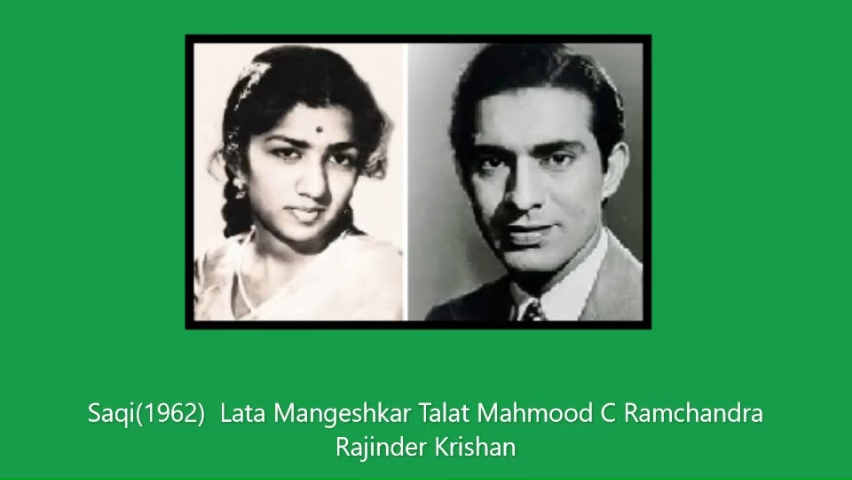 Saqi(1962)  Lata Mangeshkar Talat Mahmood C Ramchandra
Rajinder Krishan